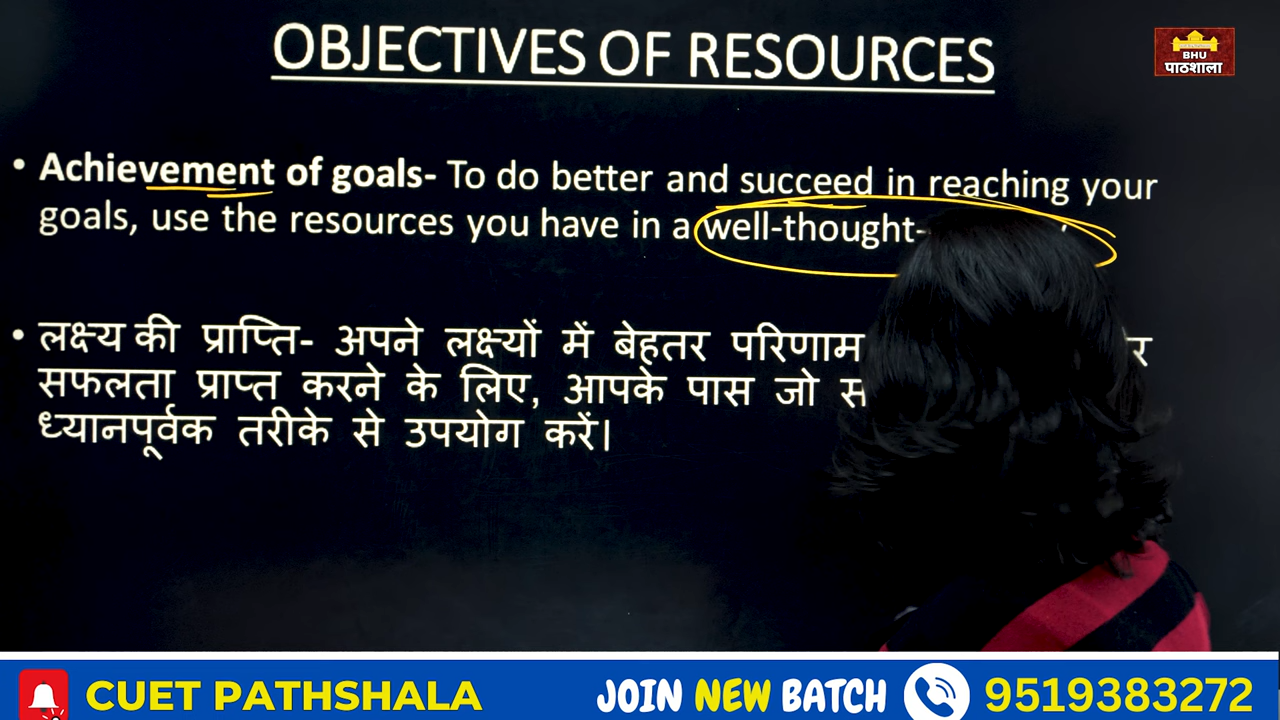 OBJECTIVES OF RESOURCES
BHU
पाठशाला
• Achievement of goals- To do better and succeed in reaching your
goals, use the resources you have in a well-thought-
• लक्ष्य की प्राप्ति- अपने लक्ष्यों में बेहतर परिणाम
सफलता प्राप्त करने के लिए, आपके पास जो
ध्यानपूर्वक तरीके से उपयोग करें।
CUET PATHSHALA
JOIN NEW BATCH
9519383272